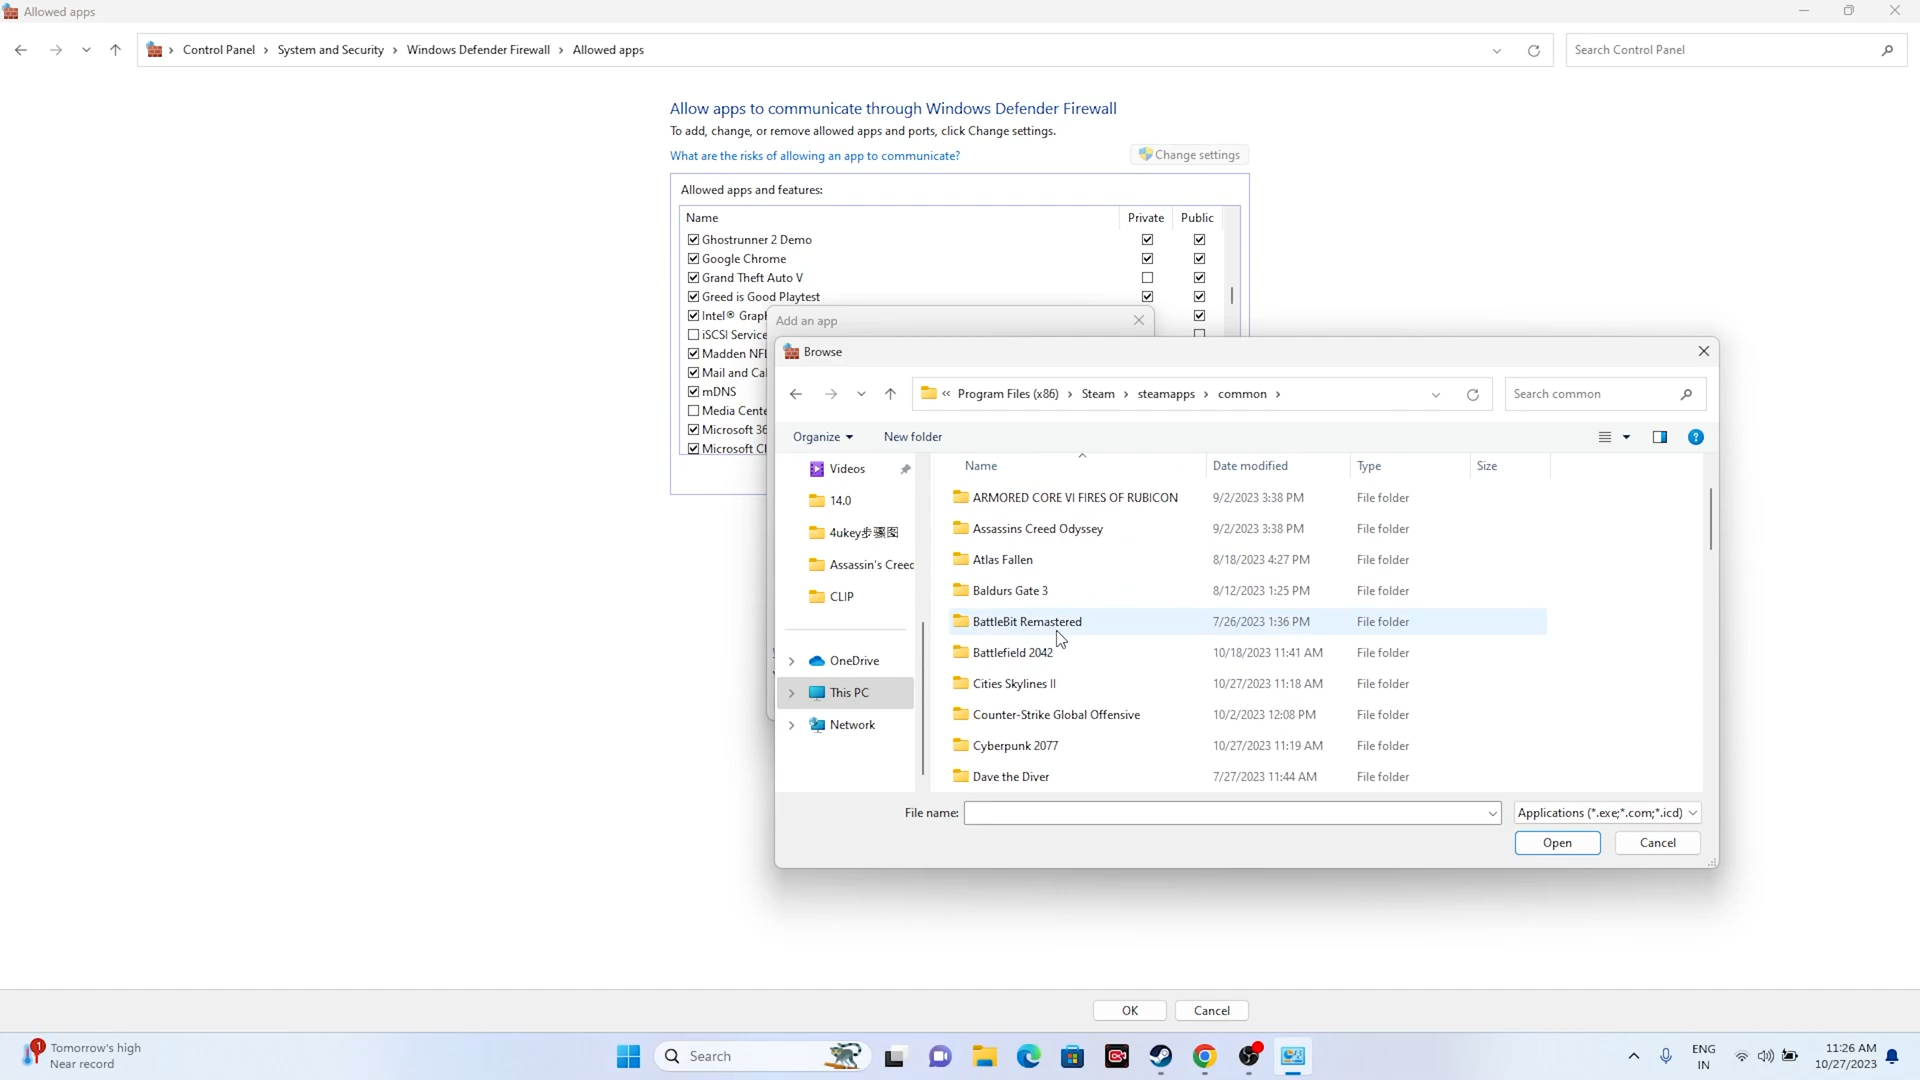 Allowed apps
Control Panel › System and Security › Windows Defender Firewall › Allowed apps
Search Control Panel
Allow apps to communicate through Windows Defender Firewall
To add, change, or remove allowed apps and ports, click Change settings.
What are the risks of allowing an app to communicate?
Change settings
Allowed apps and features:
Name Private Public
Ghostrunner 2 Demo
Google Chrome
Grand Theft Auto V
Greed is Good Playtest
Intel® Grap
iSCSI Service
Madden NFL
Mail and Cal
mDNS
Media Cente
Microsoft 36
Microsoft Cl
Add an app
Browse
« Program Files (x86) › Steam › steamapps › common ›
Search common
Organize New folder
Videos
14.0
4ukey步骤图
Assassin's Creed
CLIP
OneDrive
This PC
Network
Name Date modified Type Size
ARMORED CORE VI FIRES OF RUBICON 9/2/2023 3:38 PM File folder
Assassins Creed Odyssey 9/2/2023 3:38 PM File folder
Atlas Fallen 8/18/2023 4:27 PM File folder
Baldurs Gate 3 8/12/2023 1:25 PM File folder
BattleBit Remastered 7/26/2023 1:36 PM File folder
Battlefield 2042 10/18/2023 11:41 AM File folder
Cities Skylines II 10/27/2023 11:18 AM File folder
Counter-Strike Global Offensive 10/2/2023 12:08 PM File folder
Cyberpunk 2077 10/27/2023 11:19 AM File folder
Dave the Diver 7/27/2023 11:44 AM File folder
File name: Applications (*.exe;*.com;*.icd)
Open Cancel
OK Cancel
1 Tomorrow's high
Near record
Search
ENG
IN
11:26 AM
10/27/2023